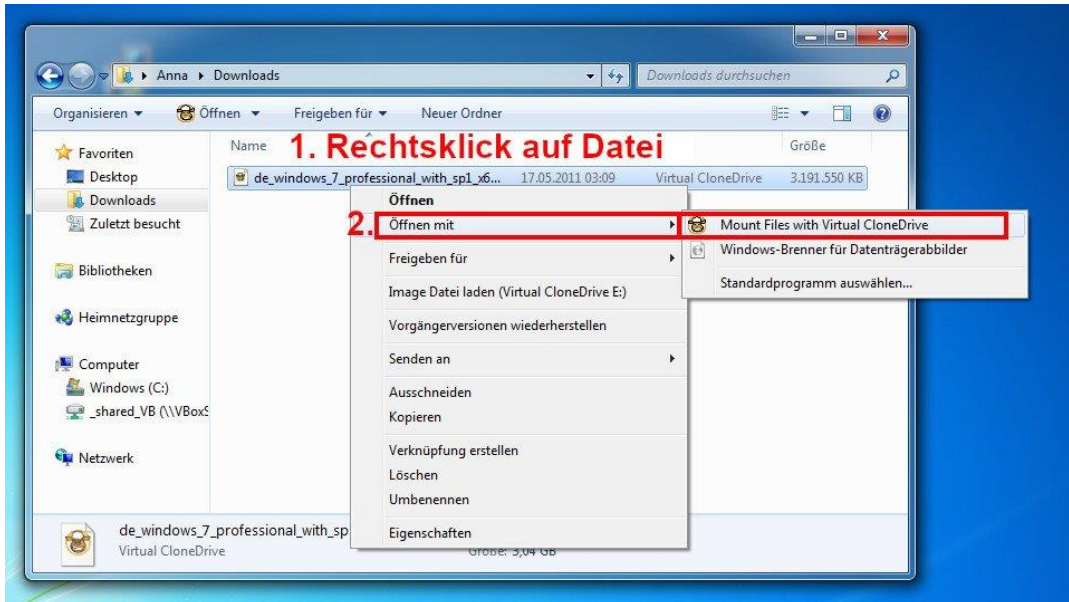 Anna ▸ Downloads
Downloads durchsuchen
Organisieren
Öffnen
Freigeben für
Neuer Ordner
1. Rechtsklick auf Datei
Name
Größe
de_windows_7_professional_with_sp1_x6... 17.05.2011 03:09 Virtual CloneDrive 3.191.550 KB
Favoriten
Desktop
Downloads
Zuletzt besucht
Bibliotheken
Heimnetzgruppe
Computer
Windows (C:)
_shared_VB (\\VBoxS
Netzwerk
Öffnen
2. Öffnen mit
Freigeben für
Image Datei laden (Virtual CloneDrive E:)
Vorgängerversionen wiederherstellen
Senden an
Ausschneiden
Kopieren
Verknüpfung erstellen
Löschen
Umbenennen
Eigenschaften
Mount Files with Virtual CloneDrive
Windows-Brenner für Datenträgerabbilder
Standardprogramm auswählen...
de_windows_7_professional_with_sp
Virtual CloneDrive
Größe: 3,04 GB